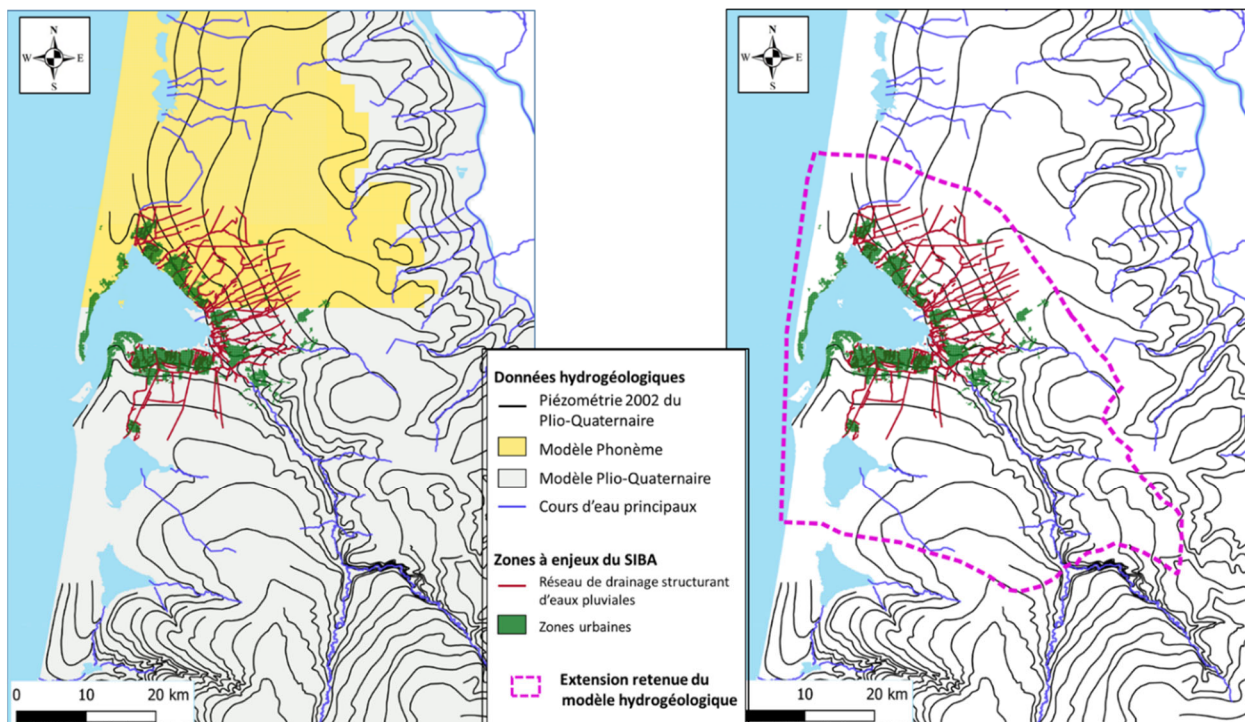 N
W E
S
N
W E
S
Données hydrogéologiques
Piézométrie 2002 du
Plio-Quaternaire
Modèle Phonème
Modèle Plio-Quaternaire
Cours d'eau principaux
Zones à enjeux du SIBA
Réseau de drainage structurant
d'eaux pluviales
Zones urbaines
Extension retenue du
modèle hydrogéologique
0 10 20 km
10 20 km